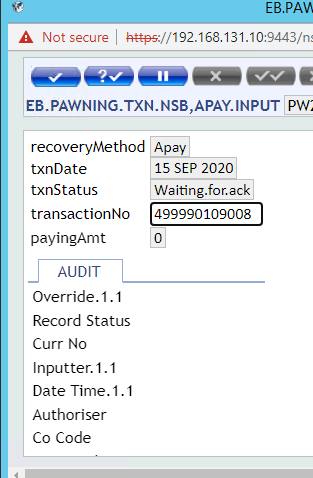 EB.PAW
Not secure | https://192.168.131.10:9443/ns
EB.PAWNING.TXN.NSB,APAY.INPUT PW2
recoveryMethod Apay
txnDate 15 SEP 2020
txnStatus Waiting.for.ack
transactionNo 499990109008
payingAmt 0
AUDIT
Override.1.1
Record Status
Curr No
Inputter.1.1
Date Time.1.1
Authoriser
Co Code